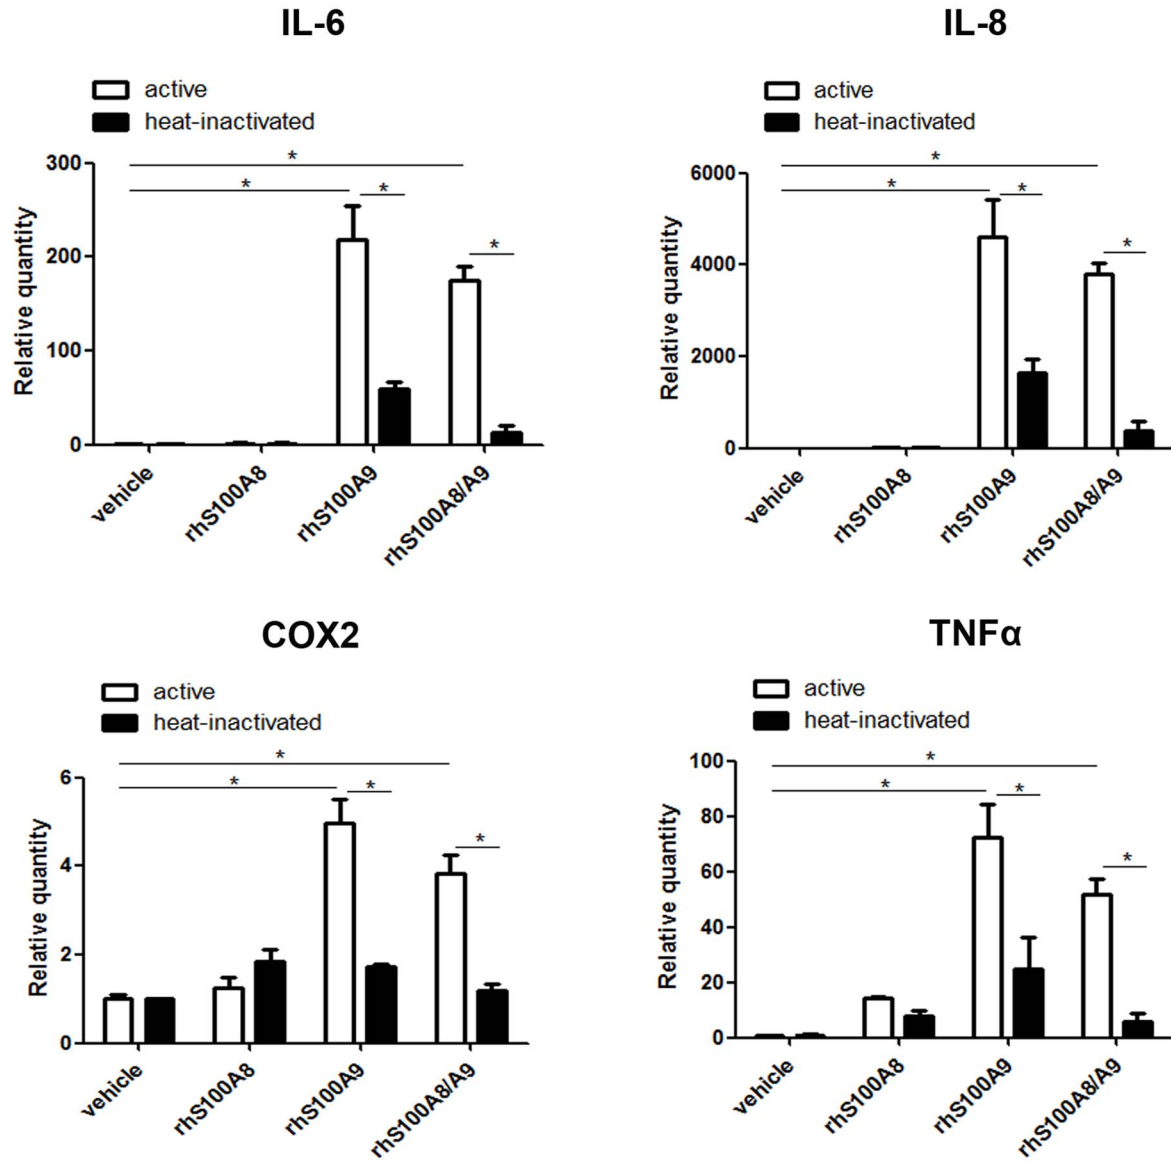 IL-6
active
heat-inactivated
300
200
100
0
Relative quantity
*
*
*
*
vehicle
rhS100A8
rhS100A9
rhS100A8/A9
IL-8
active
heat-inactivated
6000
4000
2000
0
Relative quantity
*
*
*
*
vehicle
rhS100A8
rhS100A9
rhS100A8/A9
COX2
active
heat-inactivated
6
4
2
0
Relative quantity
*
*
*
*
vehicle
rhS100A8
rhS100A9
rhS100A8/A9
TNFα
active
heat-inactivated
100
80
60
40
20
0
Relative quantity
*
*
*
*
vehicle
rhS100A8
rhS100A9
rhS100A8/A9